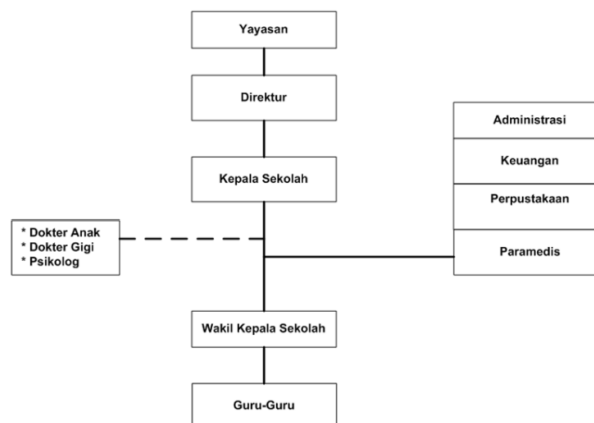 Yayasan
Direktur
Administrasi
Keuangan
Kepala Sekolah
Perpustakaan
* Dokter Anak
* Dokter Gigi
* Psikolog
Paramedis
Wakil Kepala Sekolah
Guru-Guru